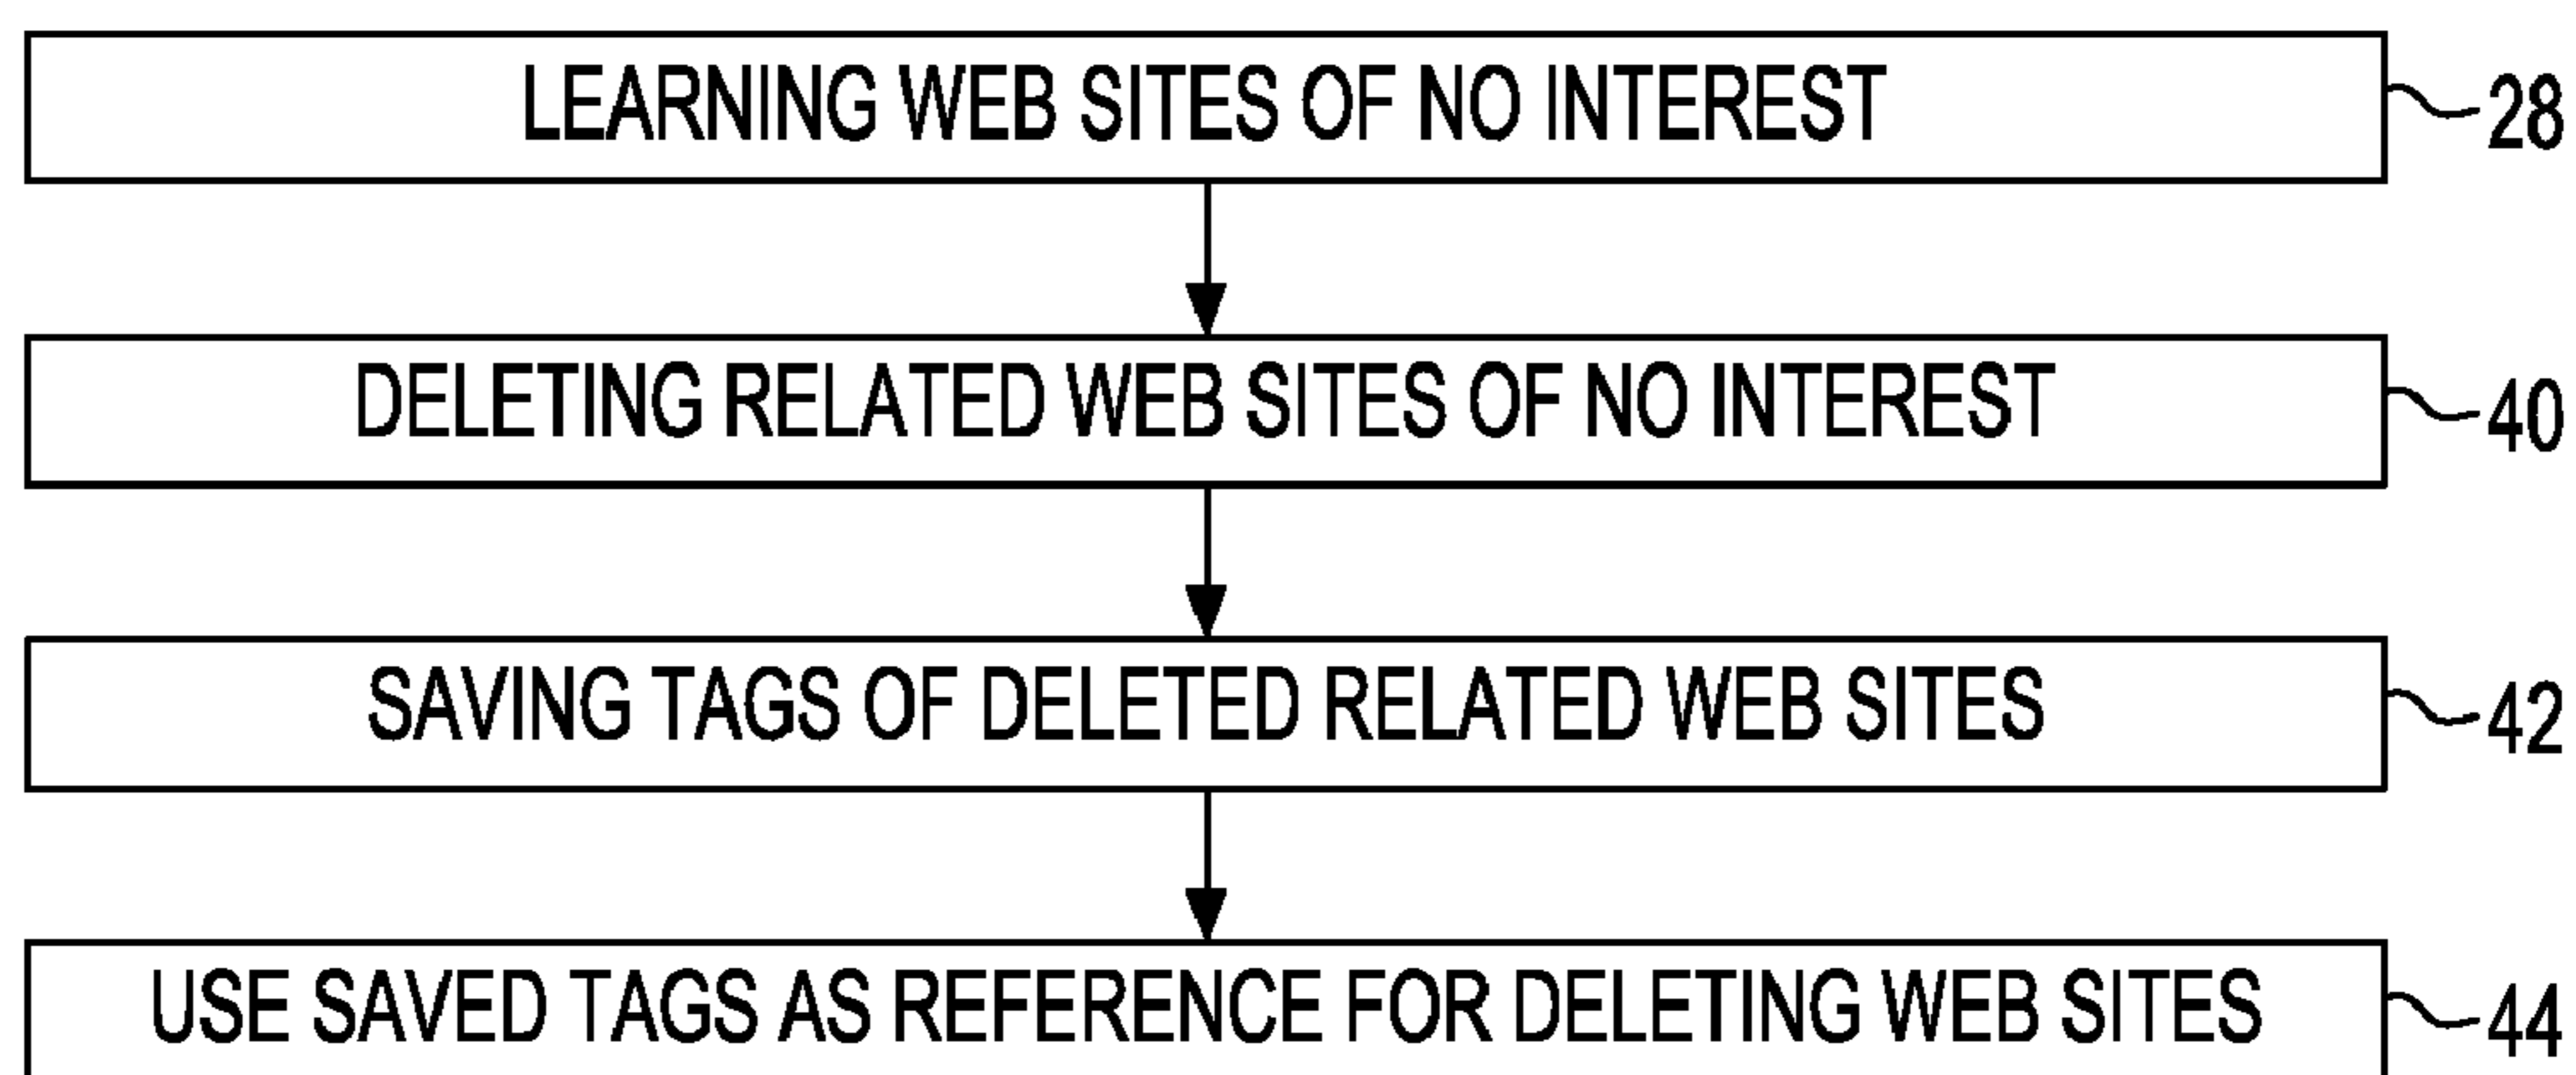 LEARNING WEB SITES OF NO INTEREST 28
DELETING RELATED WEB SITES OF NO INTEREST 40
SAVING TAGS OF DELETED RELATED WEB SITES 42
USE SAVED TAGS AS REFERENCE FOR DELETING WEB SITES 44